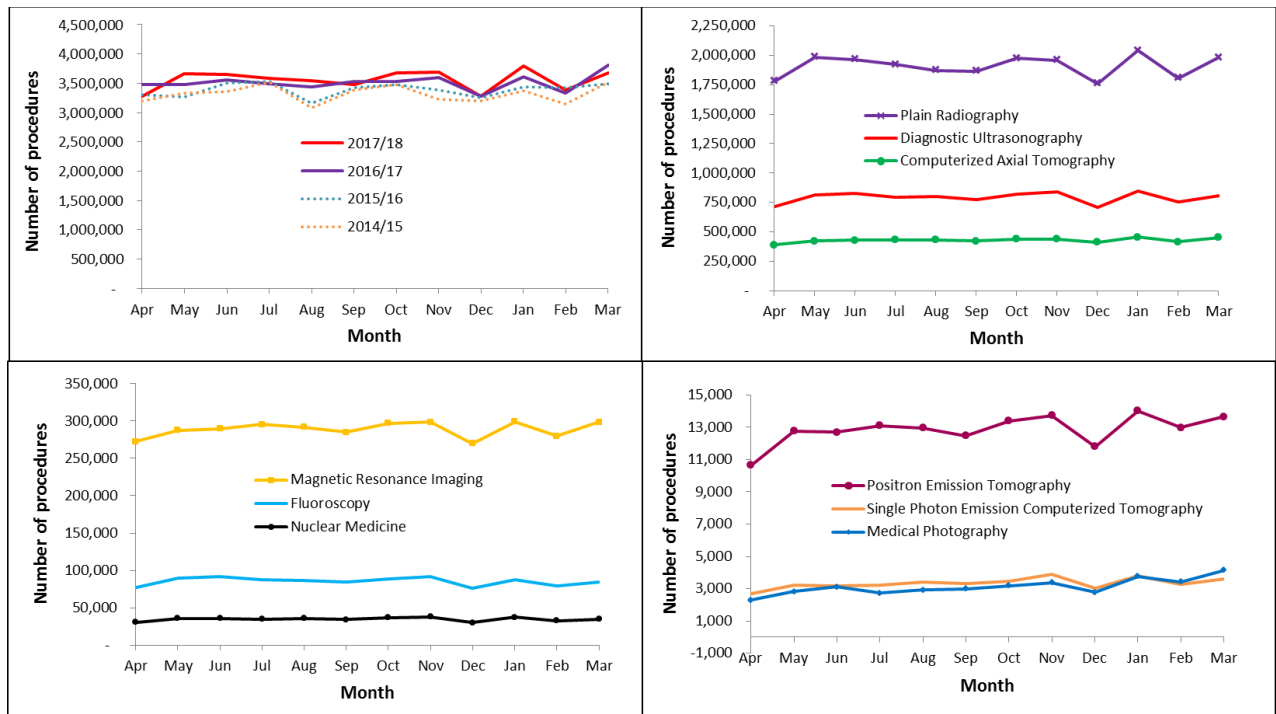 Number of procedures
4,500,000
4,000,000
3,500,000
3,000,000
2,500,000
2,000,000
1,500,000
1,000,000
500,000
-
2017/18
2016/17
2015/16
2014/15
Apr May Jun Jul Aug Sep Oct Nov Dec Jan Feb Mar
Month
Number of procedures
2,250,000
2,000,000
1,750,000
1,500,000
1,250,000
1,000,000
750,000
500,000
250,000
-
Plain Radiography
Diagnostic Ultrasonography
Computerized Axial Tomography
Apr May Jun Jul Aug Sep Oct Nov Dec Jan Feb Mar
Month
Number of procedures
350,000
300,000
250,000
200,000
150,000
100,000
50,000
-
Magnetic Resonance Imaging
Fluoroscopy
Nuclear Medicine
Apr May Jun Jul Aug Sep Oct Nov Dec Jan Feb Mar
Month
Number of procedures
15,000
13,000
11,000
9,000
7,000
5,000
3,000
1,000
-1,000
Positron Emission Tomography
Single Photon Emission Computerized Tomography
Medical Photography
Apr May Jun Jul Aug Sep Oct Nov Dec Jan Feb Mar
Month